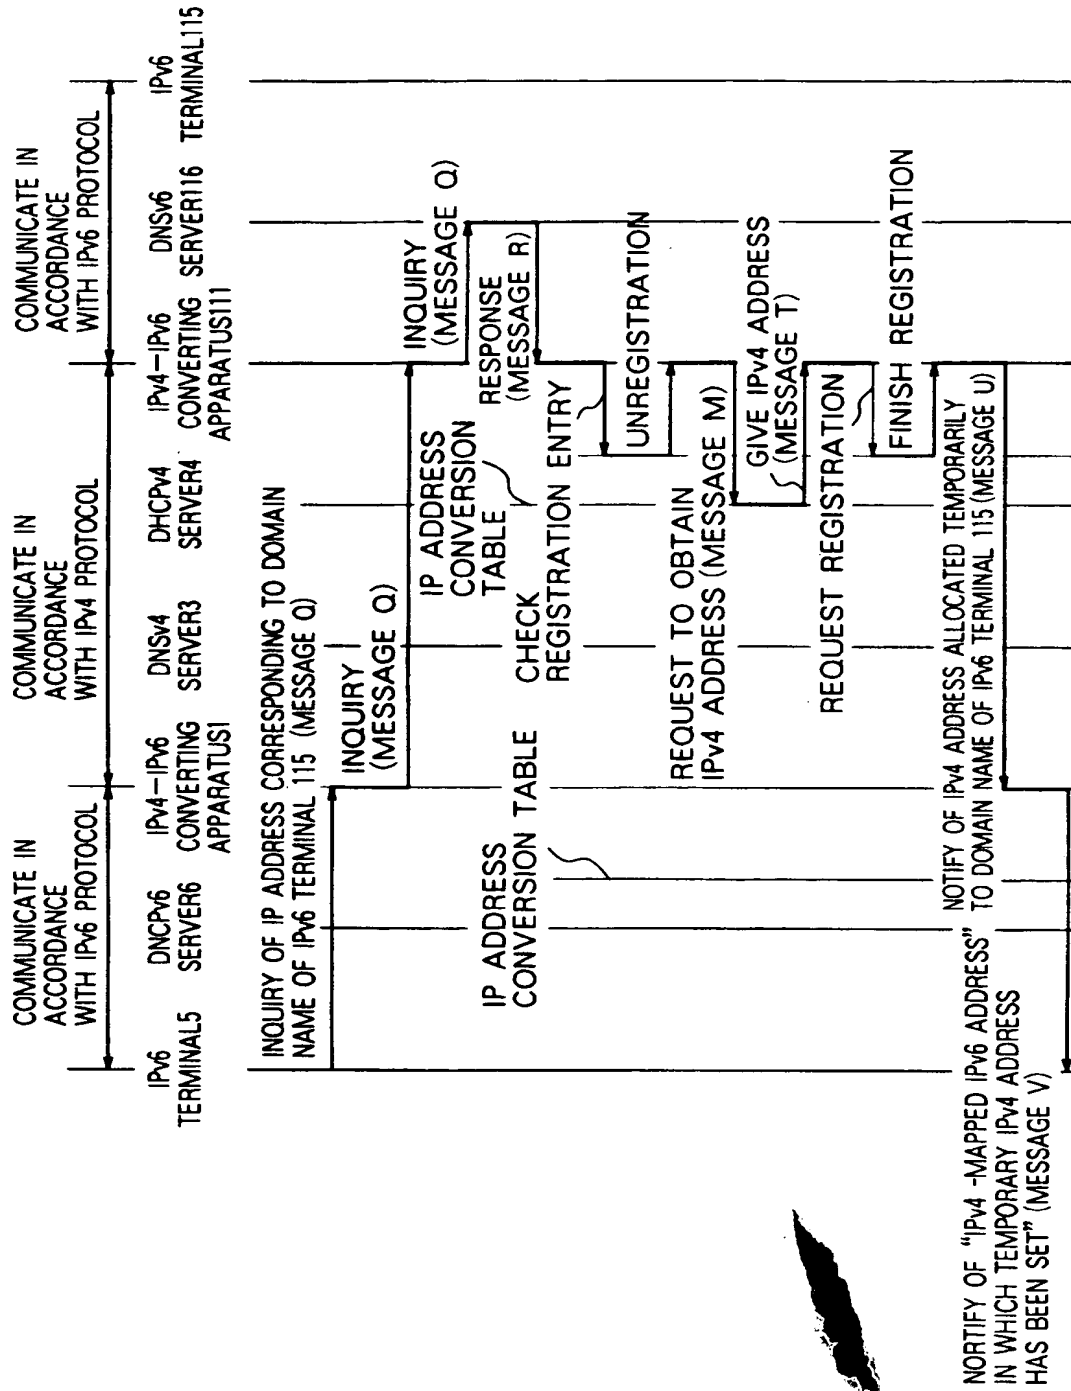 COMMUNICATE IN
ACCORDANCE
WITH IPv6 PROTOCOL
COMMUNICATE IN
ACCORDANCE
WITH IPv4 PROTOCOL
COMMUNICATE IN
ACCORDANCE
WITH IPv6 PROTOCOL
IPv6
TERMINAL5
DNCPv6
SERVER6
IPv4-IPv6
CONVERTING
APPARATUS1
DNSv4
SERVER3
DHCPv4
SERVER4
IPv4-IPv6
CONVERTING
APPARATUS111
DNSv6
SERVER116
IPv6
TERMINAL115
INQUIRY OF IP ADDRESS CORRESPONDING TO DOMAIN
NAME OF IPv6 TERMINAL 115 (MESSAGE Q)
INQUIRY
(MESSAGE Q)
INQUIRY
(MESSAGE Q)
RESPONSE
(MESSAGE R)
IP ADDRESS
CONVERSION
TABLE
IP ADDRESS
CONVERSION TABLE
CHECK
REGISTRATION ENTRY
UNREGISTRATION
REQUEST TO OBTAIN
IPv4 ADDRESS (MESSAGE M)
GIVE IPv4 ADDRESS
(MESSAGE T)
REQUEST REGISTRATION
FINISH REGISTRATION
NOTIFY OF IPv4 ADDRESS ALLOCATED TEMPORARILY
TO DOMAIN NAME OF IPv6 TERMINAL 115 (MESSAGE U)
NORTIFY OF “IPv4 -MAPPED IPv6 ADDRESS”
IN WHICH TEMPORARY IPv4 ADDRESS
HAS BEEN SET” (MESSAGE V)